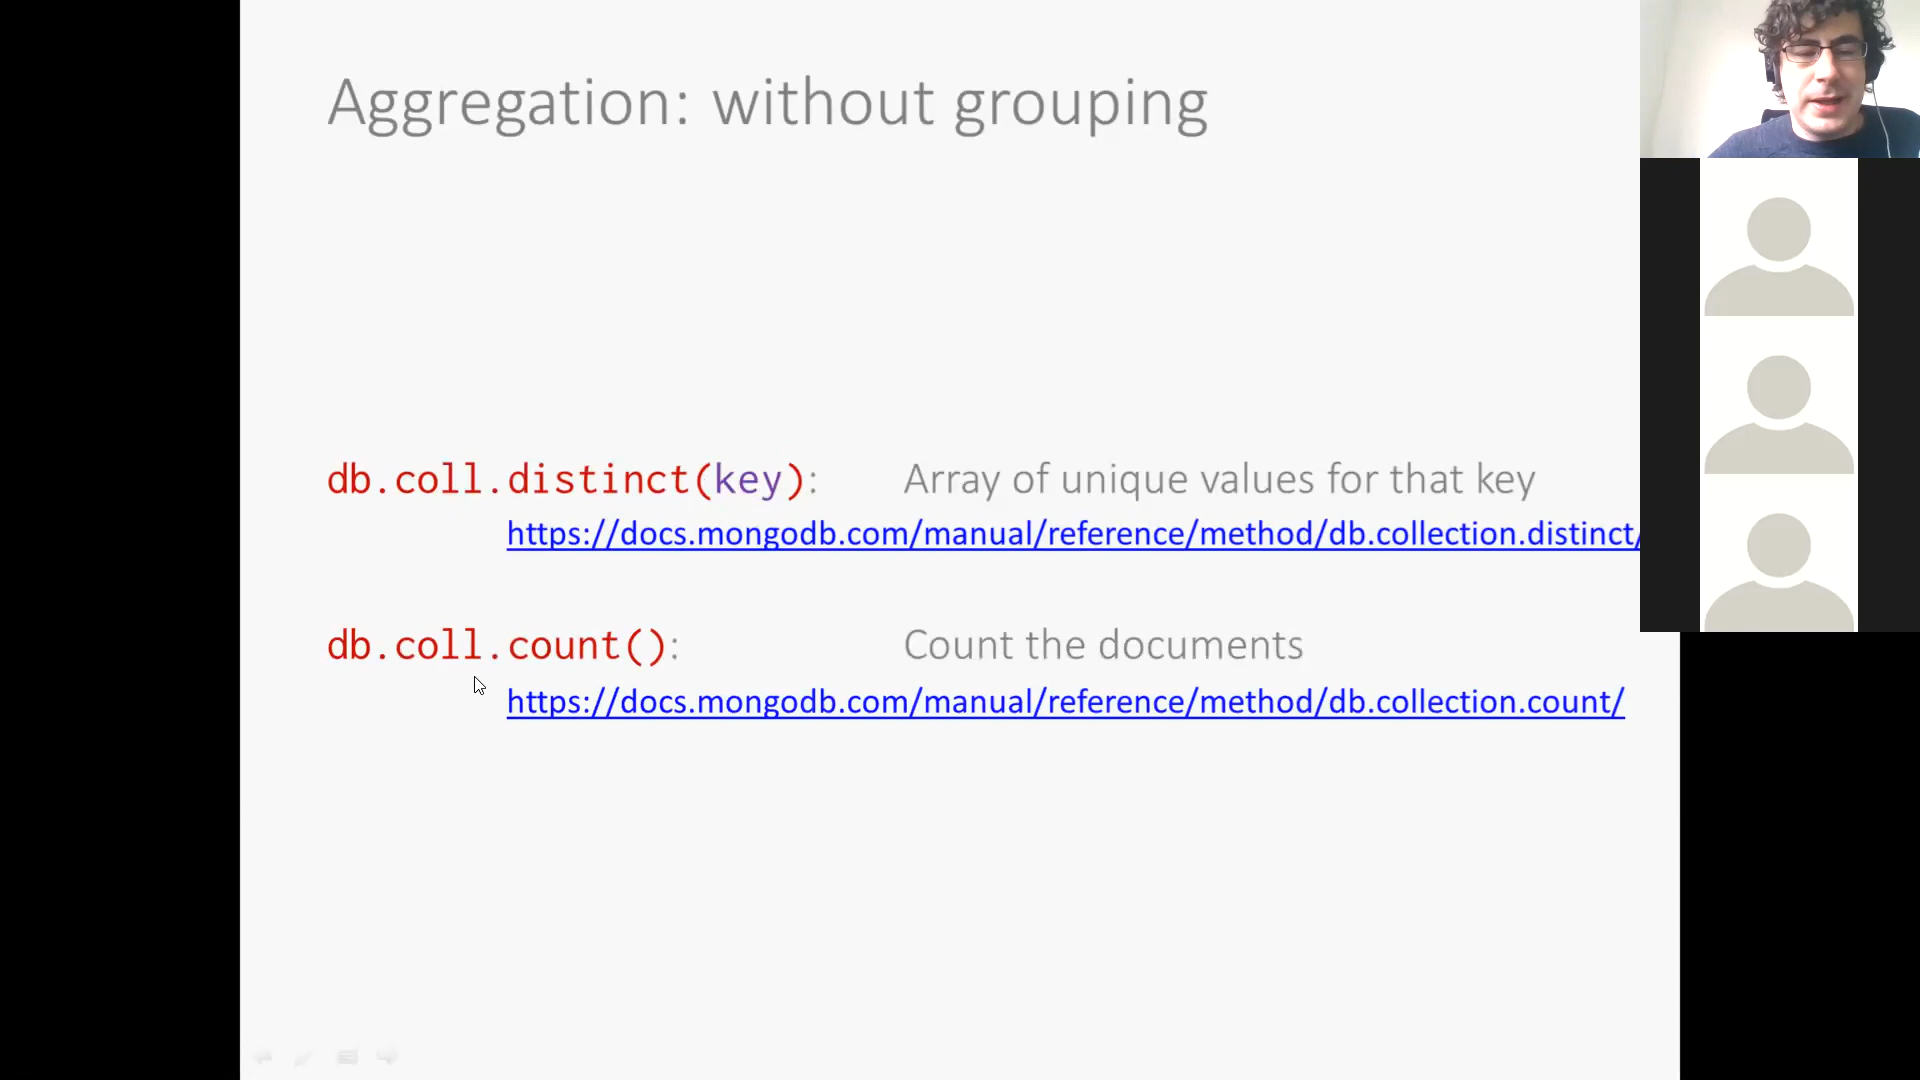 Aggregation: without grouping
db.coll.distinct(key): Array of unique values for that key
https://docs.mongodb.com/manual/reference/method/db.collection.distinct/
db.coll.count(): Count the documents
https://docs.mongodb.com/manual/reference/method/db.collection.count/